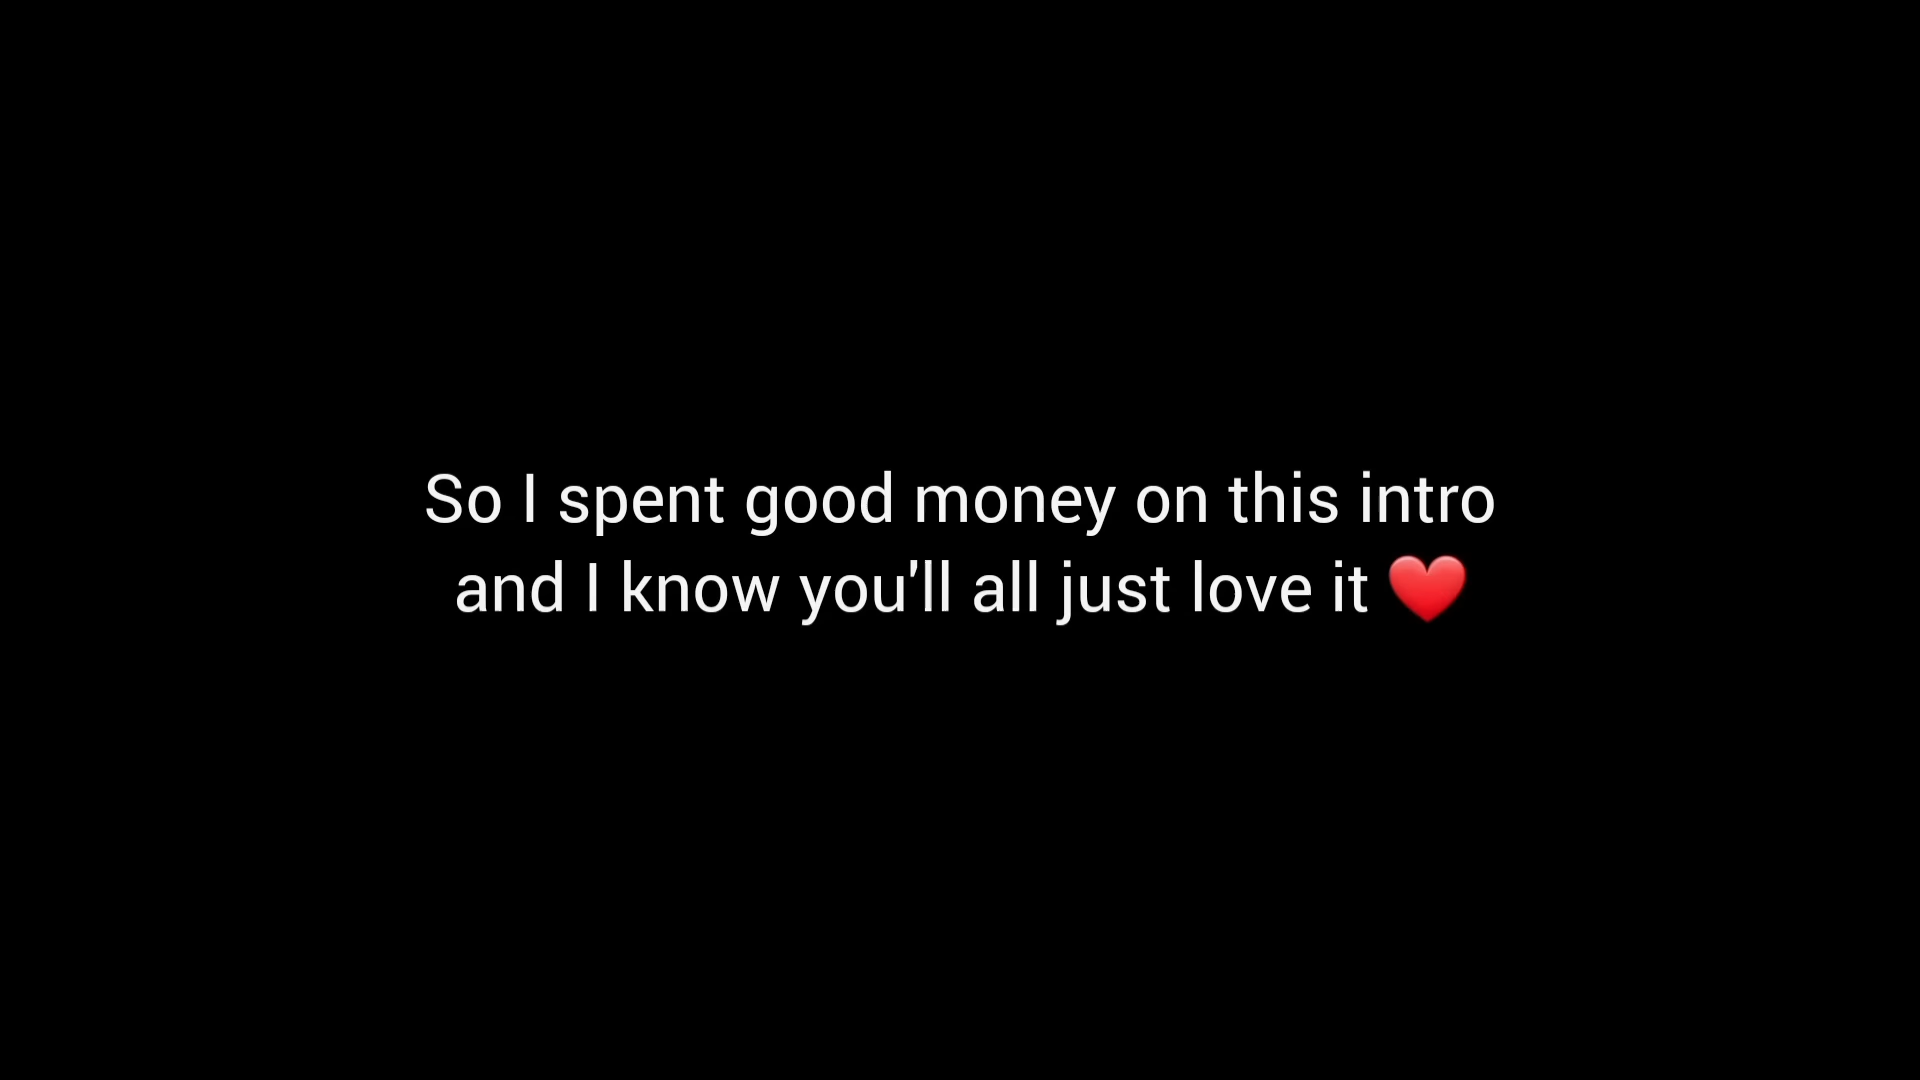 So I spent good money on this intro
and I know you'll all just love it ❤️